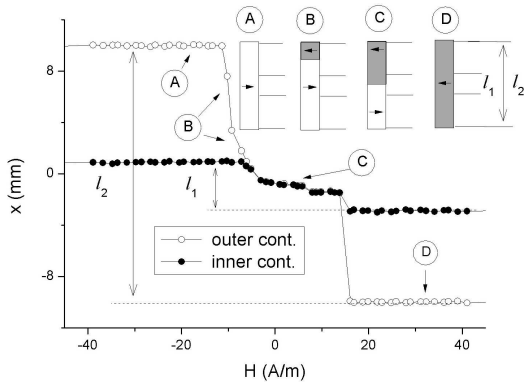 A B C D
l₁ l₂
8
A
B
C
0
l₂ l₁
outer cont.
inner cont.
D
-8
-40 -20 0 20 40
x (mm)
H (A/m)